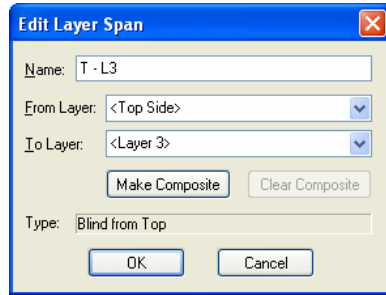 Edit Layer Span
Name: T - L3
From Layer: <Top Side>
To Layer: <Layer 3>
Make Composite Clear Composite
Type: Blind from Top
OK Cancel